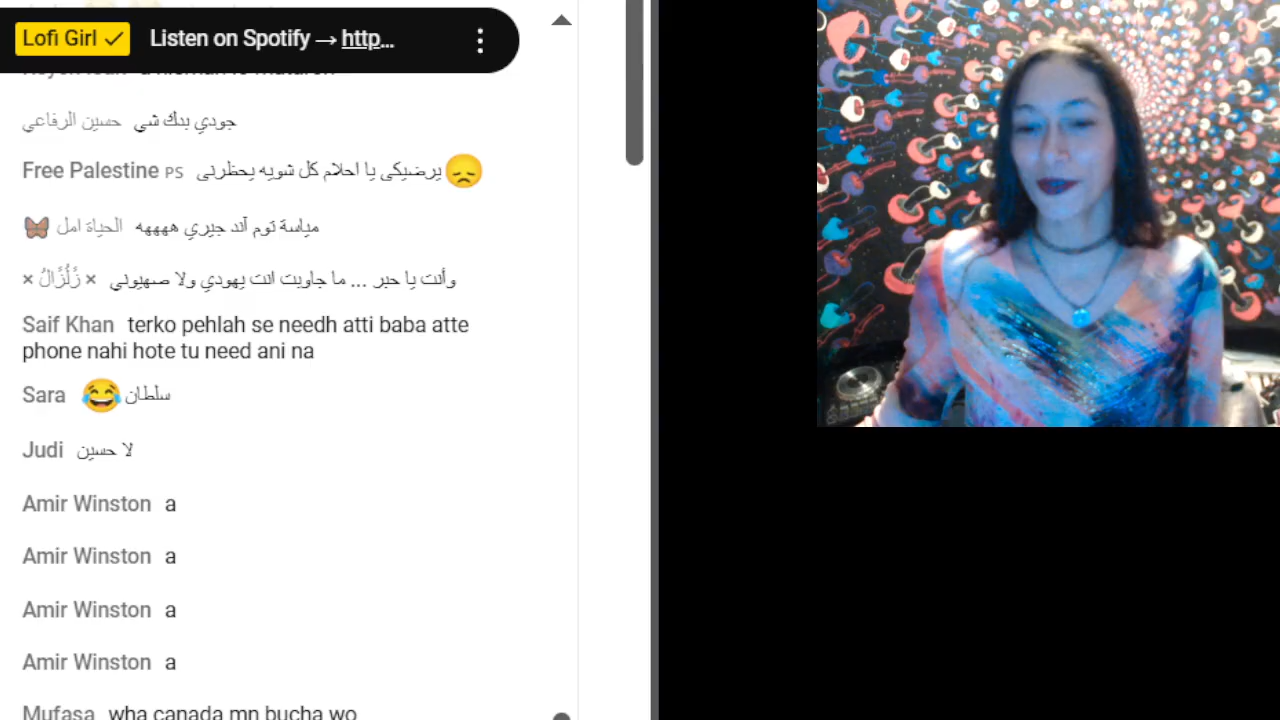 Lofi Girl ✓ Listen on Spotify → http...
حسين الرفاعي جودي بدك شي
Free Palestine PS يرضيكى يا احلام كل شويه يحظرنى 😞
🦋 الحياة امل مياسة توم آند جيري هههه
× زُلْزَالُ × وأنت يا حبر ... ما جاوبت انت يهودي ولا صهيوني
Saif Khan terko pehlah se needh atti baba atte
phone nahi hote tu need ani na
Sara 😂 سلطان
Judi لا حسين
Amir Winston a
Amir Winston a
Amir Winston a
Amir Winston a
Mufasa wha canada mn bucha wo